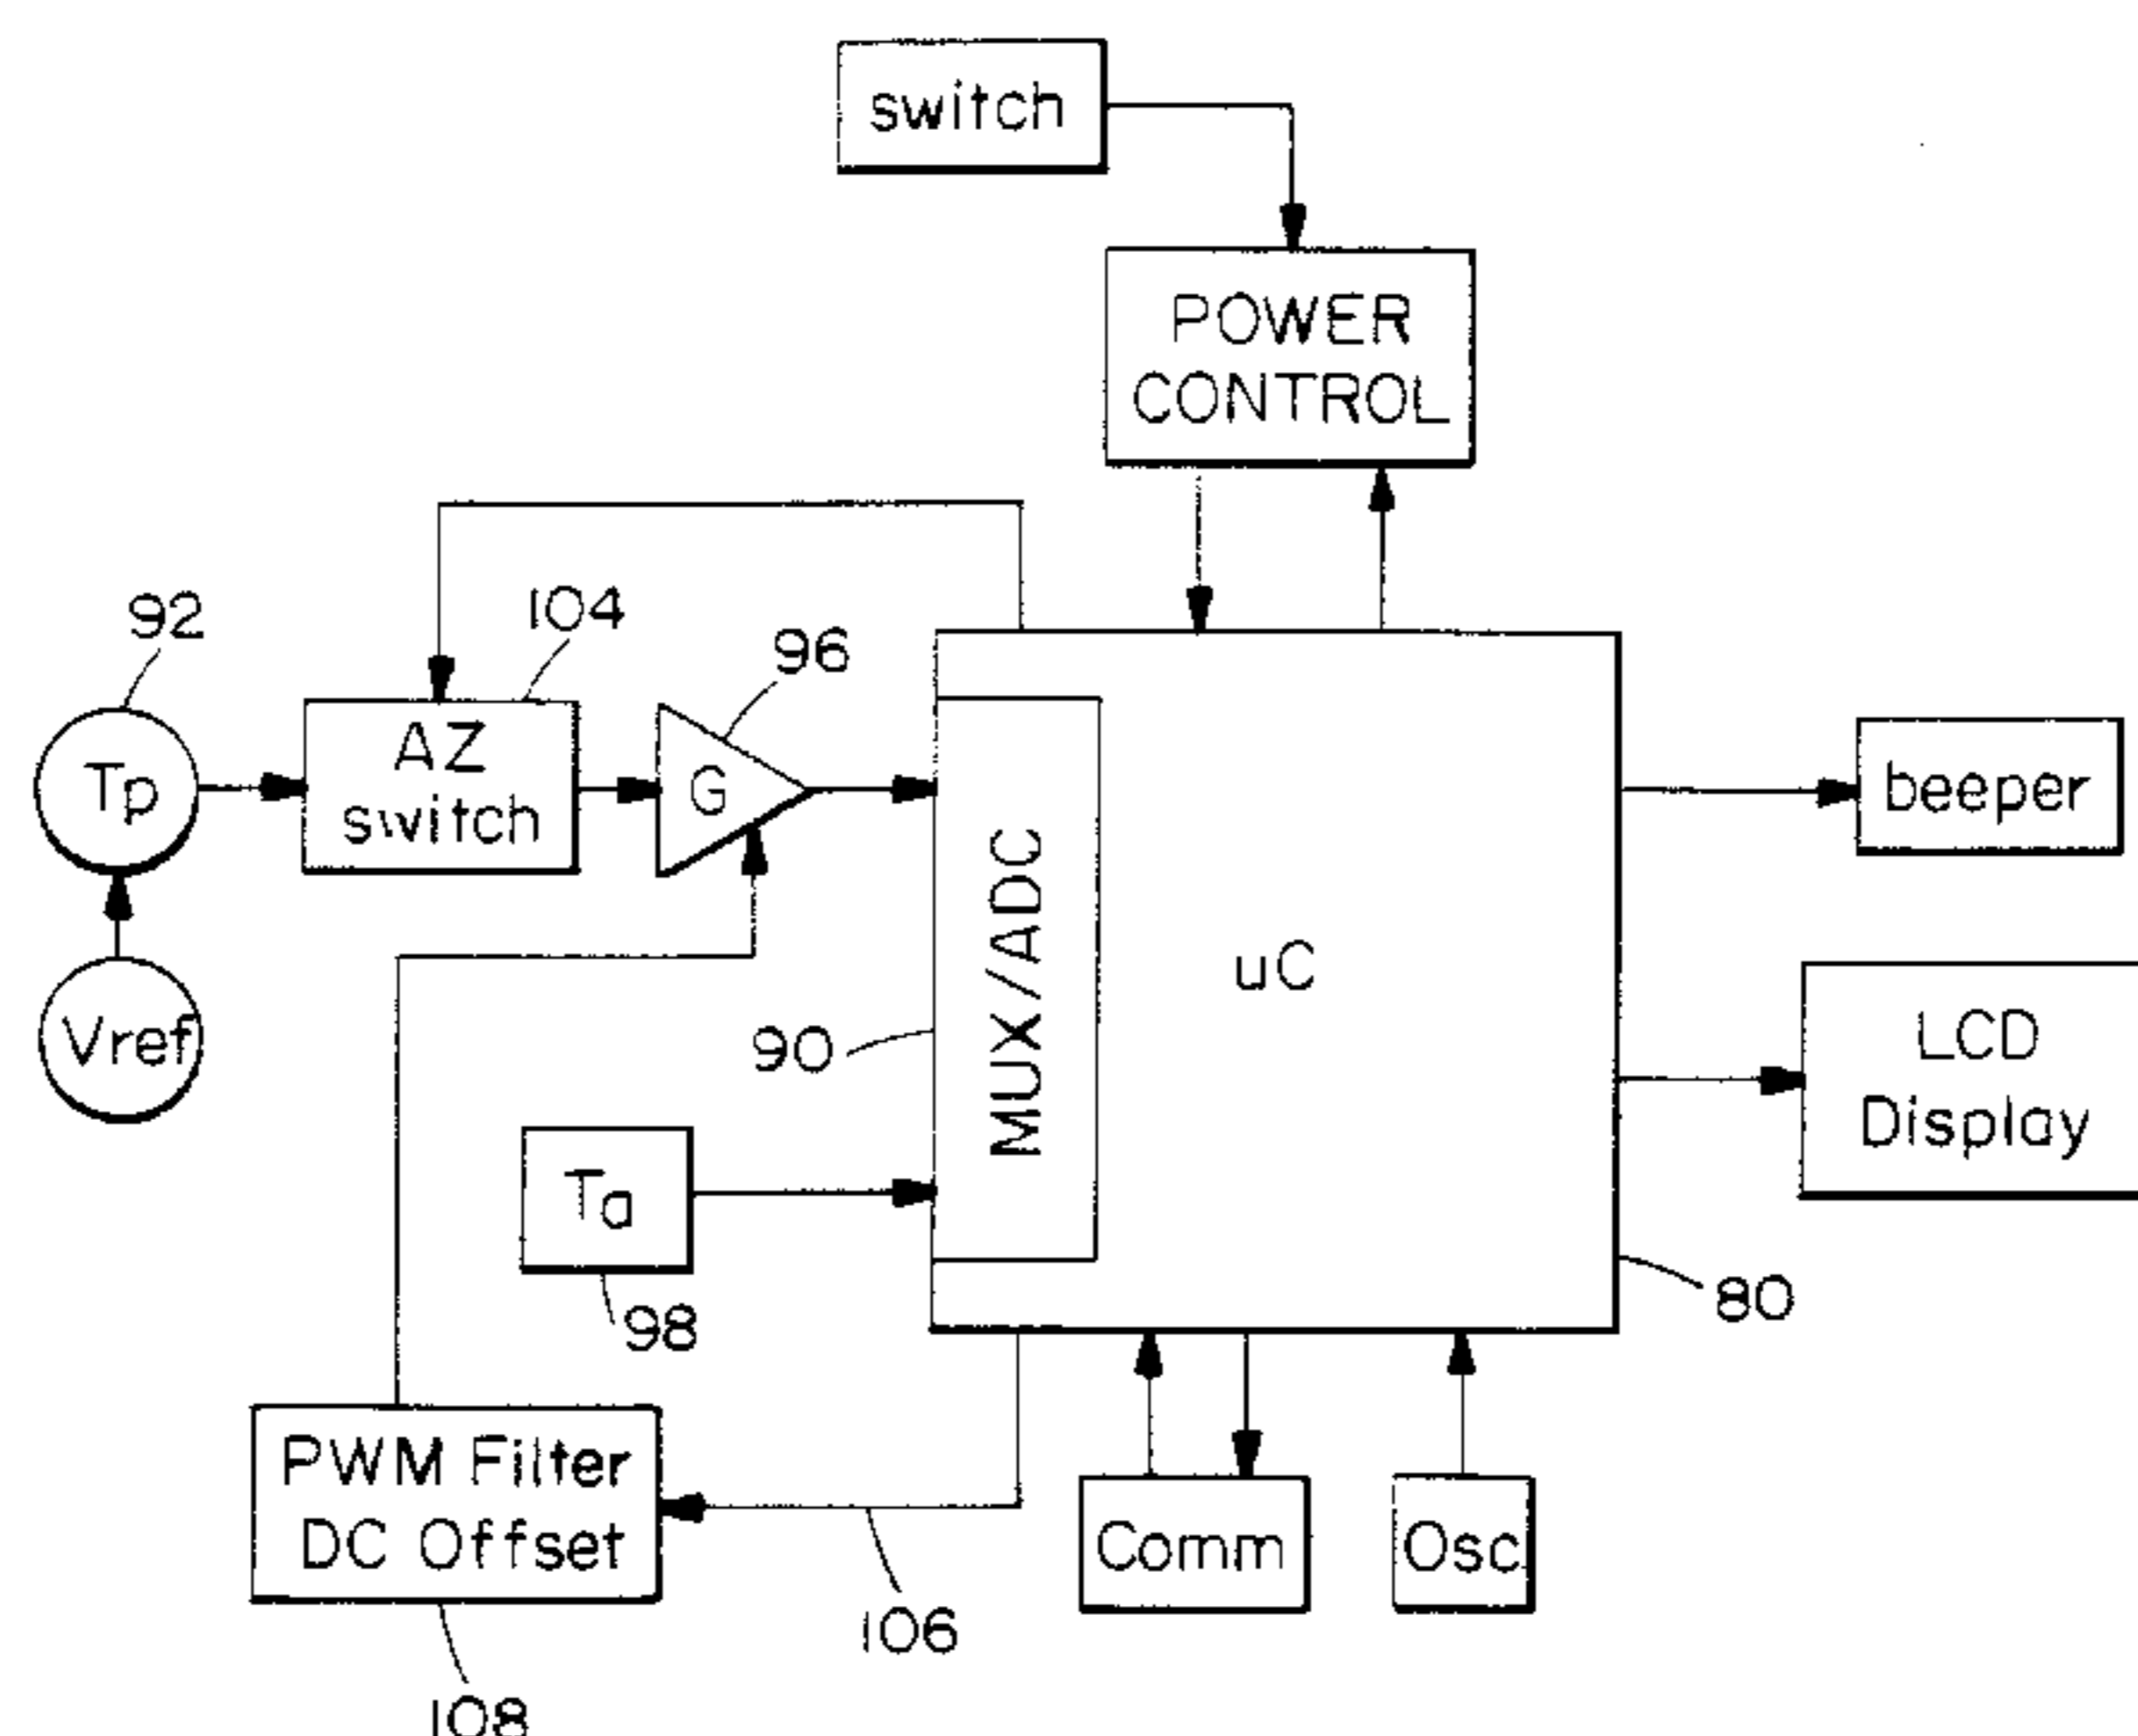 switch
POWER
CONTROL
92
104
96
Tp
AZ
switch
G
beeper
MUX/ADC
uC
Vref
90
LCD
Display
Ta
98
80
PWM Filter
DC Offset
Comm
Osc
106
108